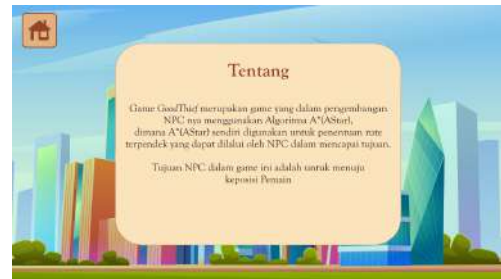 Tentang
Game GoodThief merupakan game yang dalam pengembangan
NPC nya menggunakan Algoritma A*(AStar),
dimana A*(AStar) sendiri digunakan untuk penentuan rute
terpendek yang dapat dilalui oleh NPC dalam mencapai tujuan.
Tujuan NPC dalam game ini adalah untuk menuju
keposisi Pemain